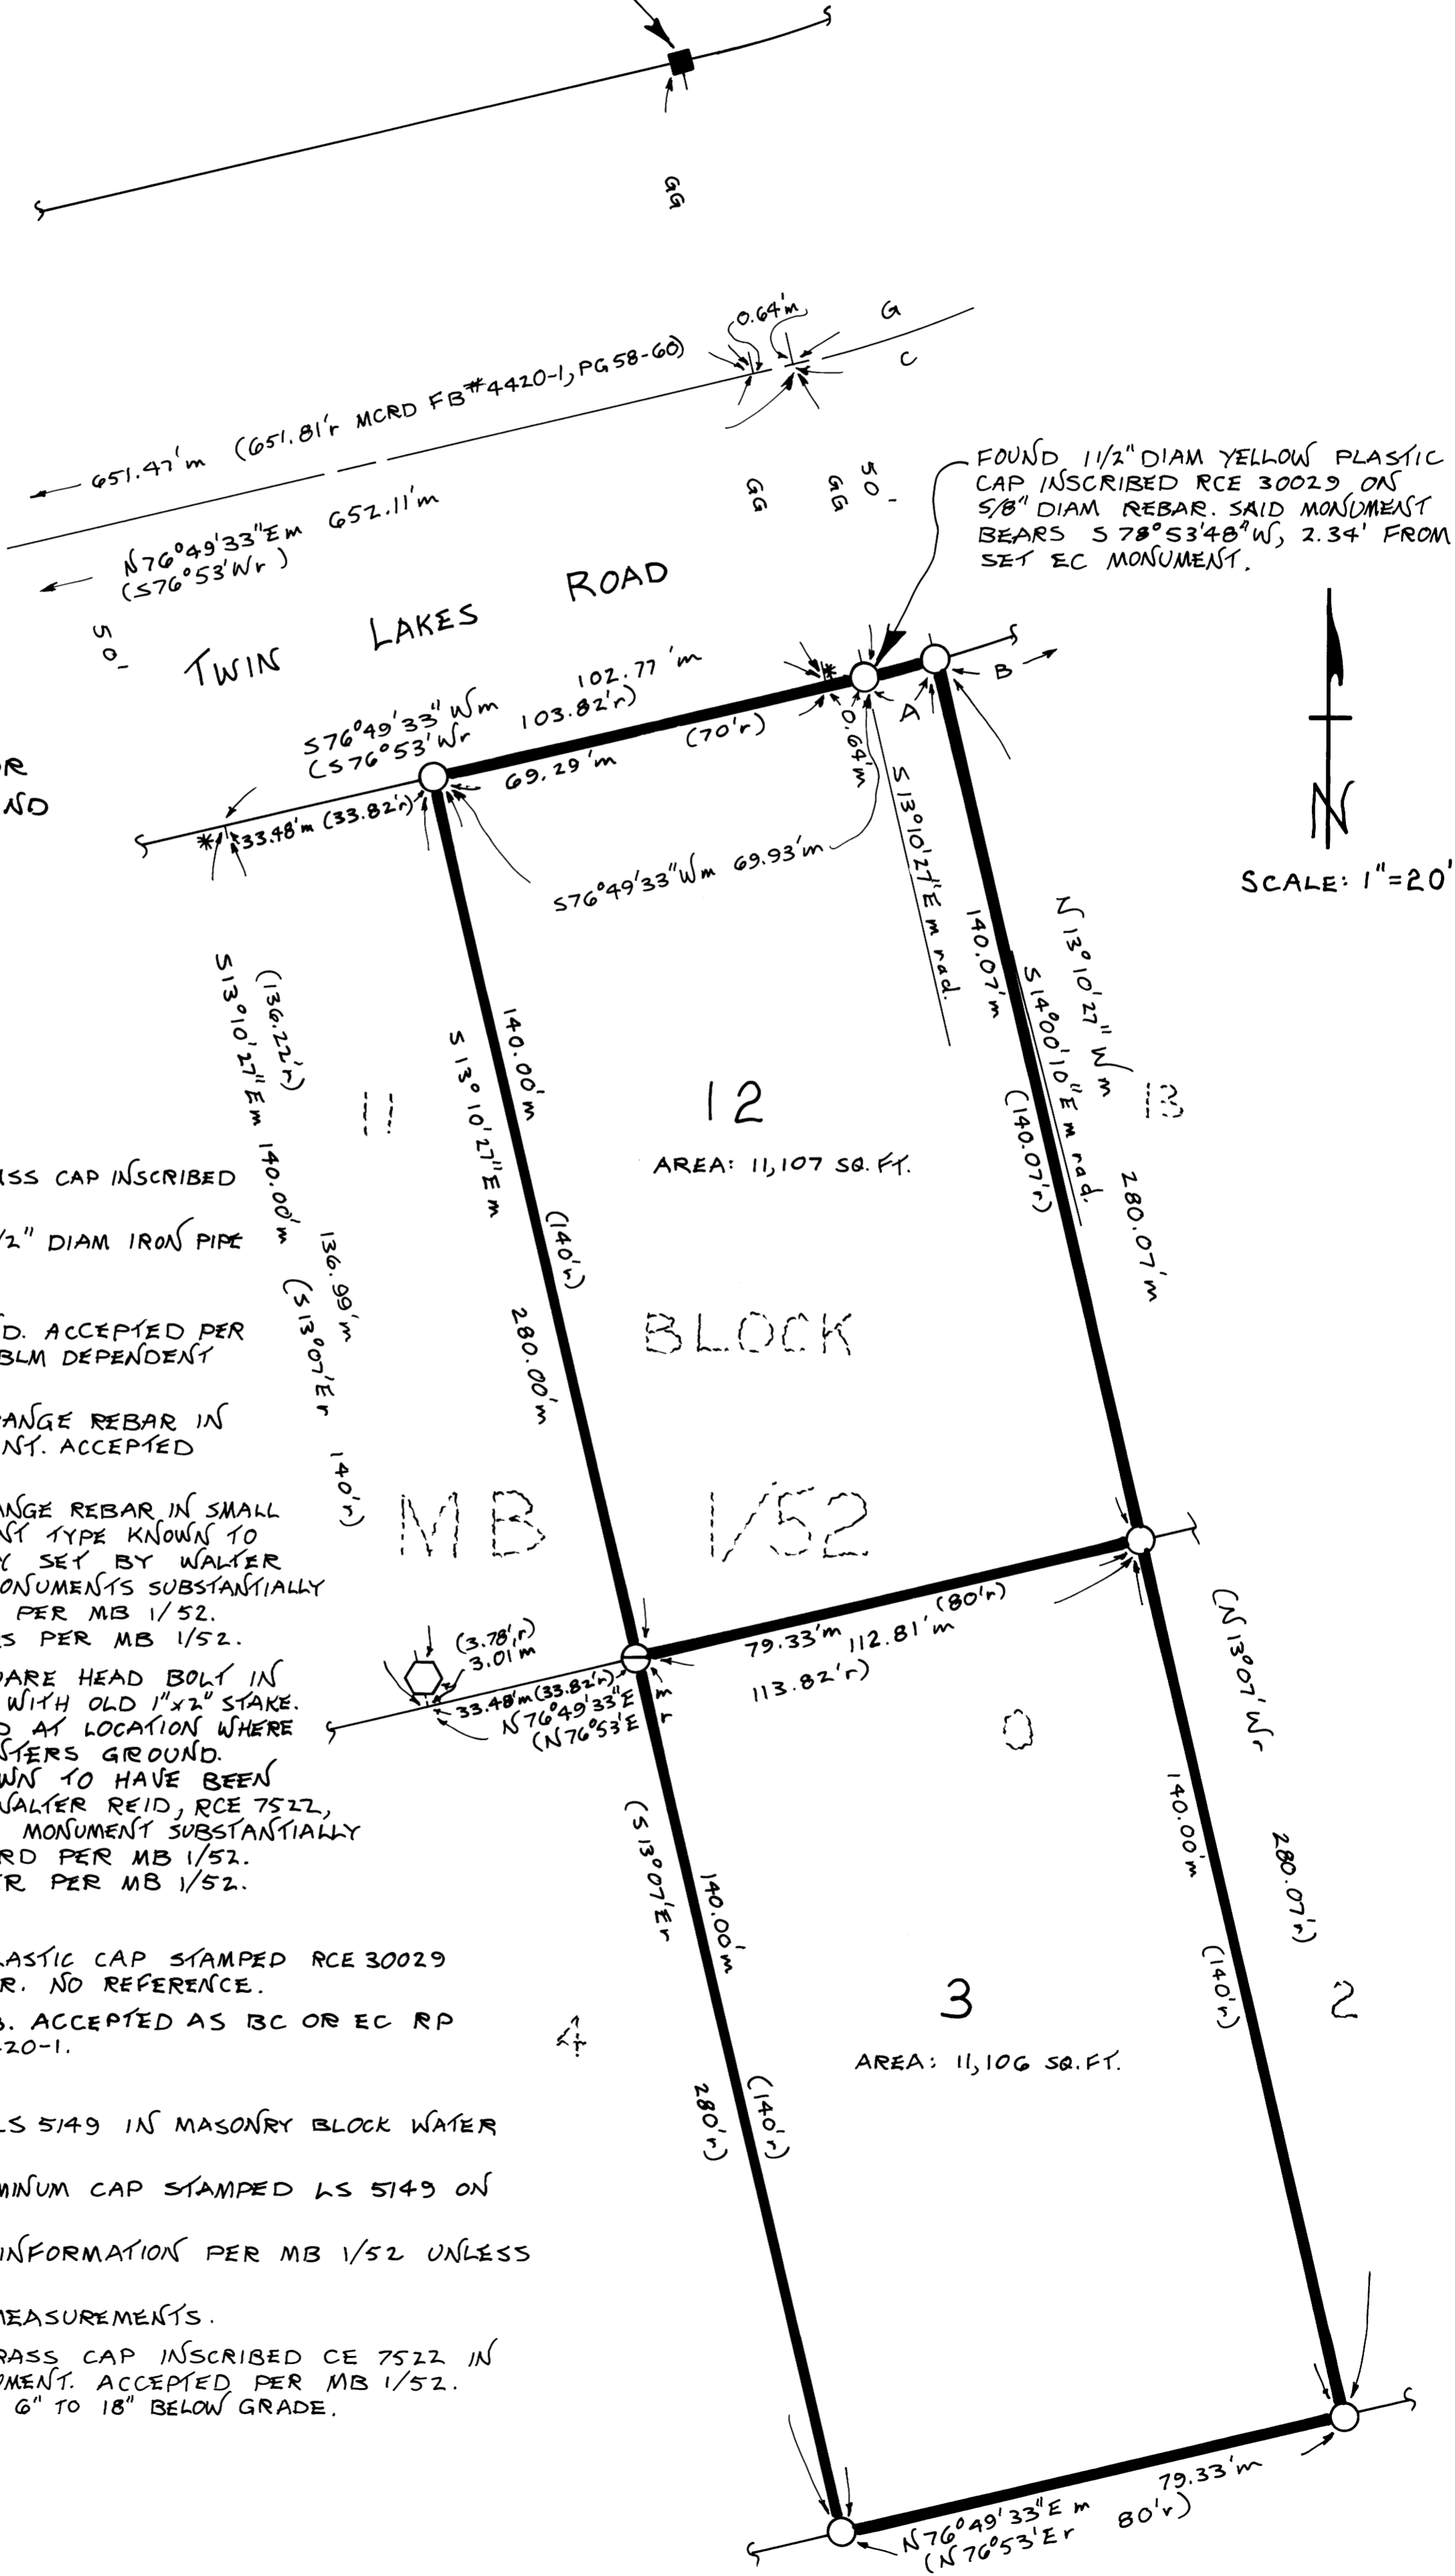 GG
0.64'm
G
C
651.47'm (651.81'r MCRD FB#4420-1, PG 58-60)
N76°49'33"Em 652.11'm
(S76°53'Wr)
50'
GG
GG
50'
FOUND 1 1/2" DIAM YELLOW PLASTIC
CAP INSCRIBED RCE 30029 ON
5/8" DIAM REBAR. SAID MONUMENT
BEARS S 78°53'48"W, 2.34' FROM
SET EC MONUMENT.
TWIN LAKES ROAD
N
SCALE: 1"=20'
S76°49'33"Wm 102.77'm
(S76°53'Wr 103.82'r)
69.29'm (70'r)
*
0.64'm
A
B
*
33.48'm (33.82'r)
S76°49'33"Wm 69.93'm
S13°10'27"E m rad.
140.07'm
(140.07'r)
S14°00'10"E m rad.
N13°10'27"Wm 280.07'm
(136.22'r)
136.99'm
S13°10'27"Em 140.00'm
(S13°07'Er 140'r)
140.00'm
(140'r)
S13°10'27"Em 280.00'm
11
12
AREA: 11,107 SQ. FT.
13
BLOCK
O
MB 1/52
(3.78'r)
3.01 m
33.48'm (33.82'r)
N76°49'33"E m
(N76°53'E r
79.33'm (80'r)
112.81'm
113.82'r)
(S13°07'Er 280'r)
140.00'm
(140'r)
(N13°07'Wr 280.07'r)
140.00'm
(140'r)
4
3
AREA: 11,106 SQ. FT.
2
79.33'm
N76°49'33"E m
(N76°53'Er 80'r)
OR
ND
SS CAP INSCRIBED
/2" DIAM IRON PIPE
D. ACCEPTED PER
BLM DEPENDENT
ANGE REBAR IN
NT. ACCEPTED
NGE REBAR IN SMALL
NT TYPE KNOWN TO
Y SET BY WALTER
ONUMENTS SUBSTANTIALLY
PER MB 1/52.
S PER MB 1/52.
ARE HEAD BOLT IN
WITH OLD 1"x2" STAKE.
D AT LOCATION WHERE
NTERS GROUND.
WN TO HAVE BEEN
WALTER REID, RCE 7522,
MONUMENT SUBSTANTIALLY
RD PER MB 1/52.
R PER MB 1/52.
LASTIC CAP STAMPED RCE 30029
R. NO REFERENCE.
B. ACCEPTED AS BC OR EC RP
20-1.
LS 5149 IN MASONRY BLOCK WATER
MINUM CAP STAMPED LS 5149 ON
INFORMATION PER MB 1/52 UNLESS
MEASUREMENTS.
RASS CAP INSCRIBED CE 7522 IN
UMENT. ACCEPTED PER MB 1/52.
6" TO 18" BELOW GRADE.